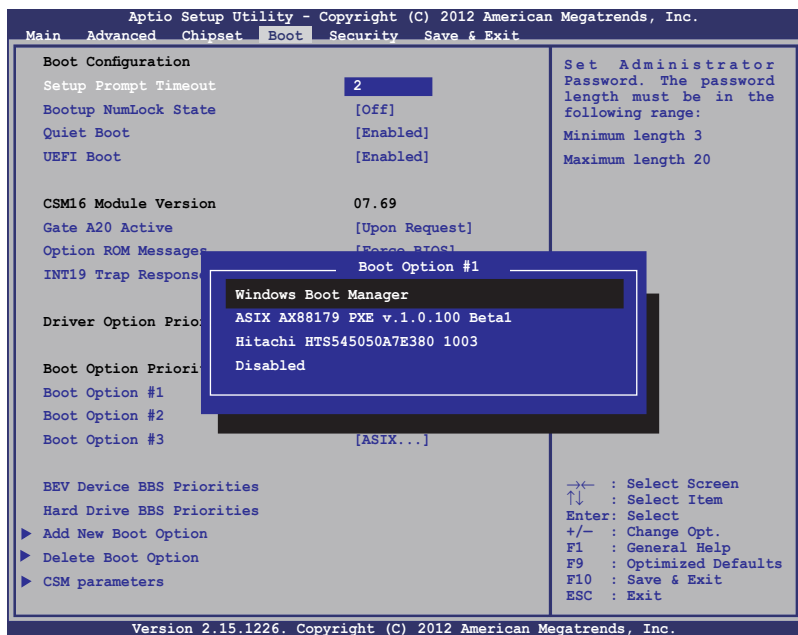 Aptio Setup Utility - Copyright (C) 2012 American Megatrends, Inc.
Main Advanced Chipset Boot Security Save & Exit
Boot Configuration
Setup Prompt Timeout 2
Bootup NumLock State [Off]
Quiet Boot [Enabled]
UEFI Boot [Enabled]
CSM16 Module Version 07.69
Gate A20 Active [Upon Request]
Option ROM Messages [Force BIOS]
INT19 Trap Respons
Driver Option Prio
Boot Option Priori
Boot Option #1
Boot Option #2
Boot Option #3 [ASIX...]
BEV Device BBS Priorities
Hard Drive BBS Priorities
Add New Boot Option
Delete Boot Option
CSM parameters
Boot Option #1
Windows Boot Manager
ASIX AX88179 PXE v.1.0.100 Beta1
Hitachi HTS545050A7E380 1003
Disabled
Set Administrator
Password. The password
length must be in the
following range:
Minimum length 3
Maximum length 20
→← : Select Screen
↑↓ : Select Item
Enter: Select
+/— : Change Opt.
F1 : General Help
F9 : Optimized Defaults
F10 : Save & Exit
ESC : Exit
Version 2.15.1226. Copyright (C) 2012 American Megatrends, Inc.